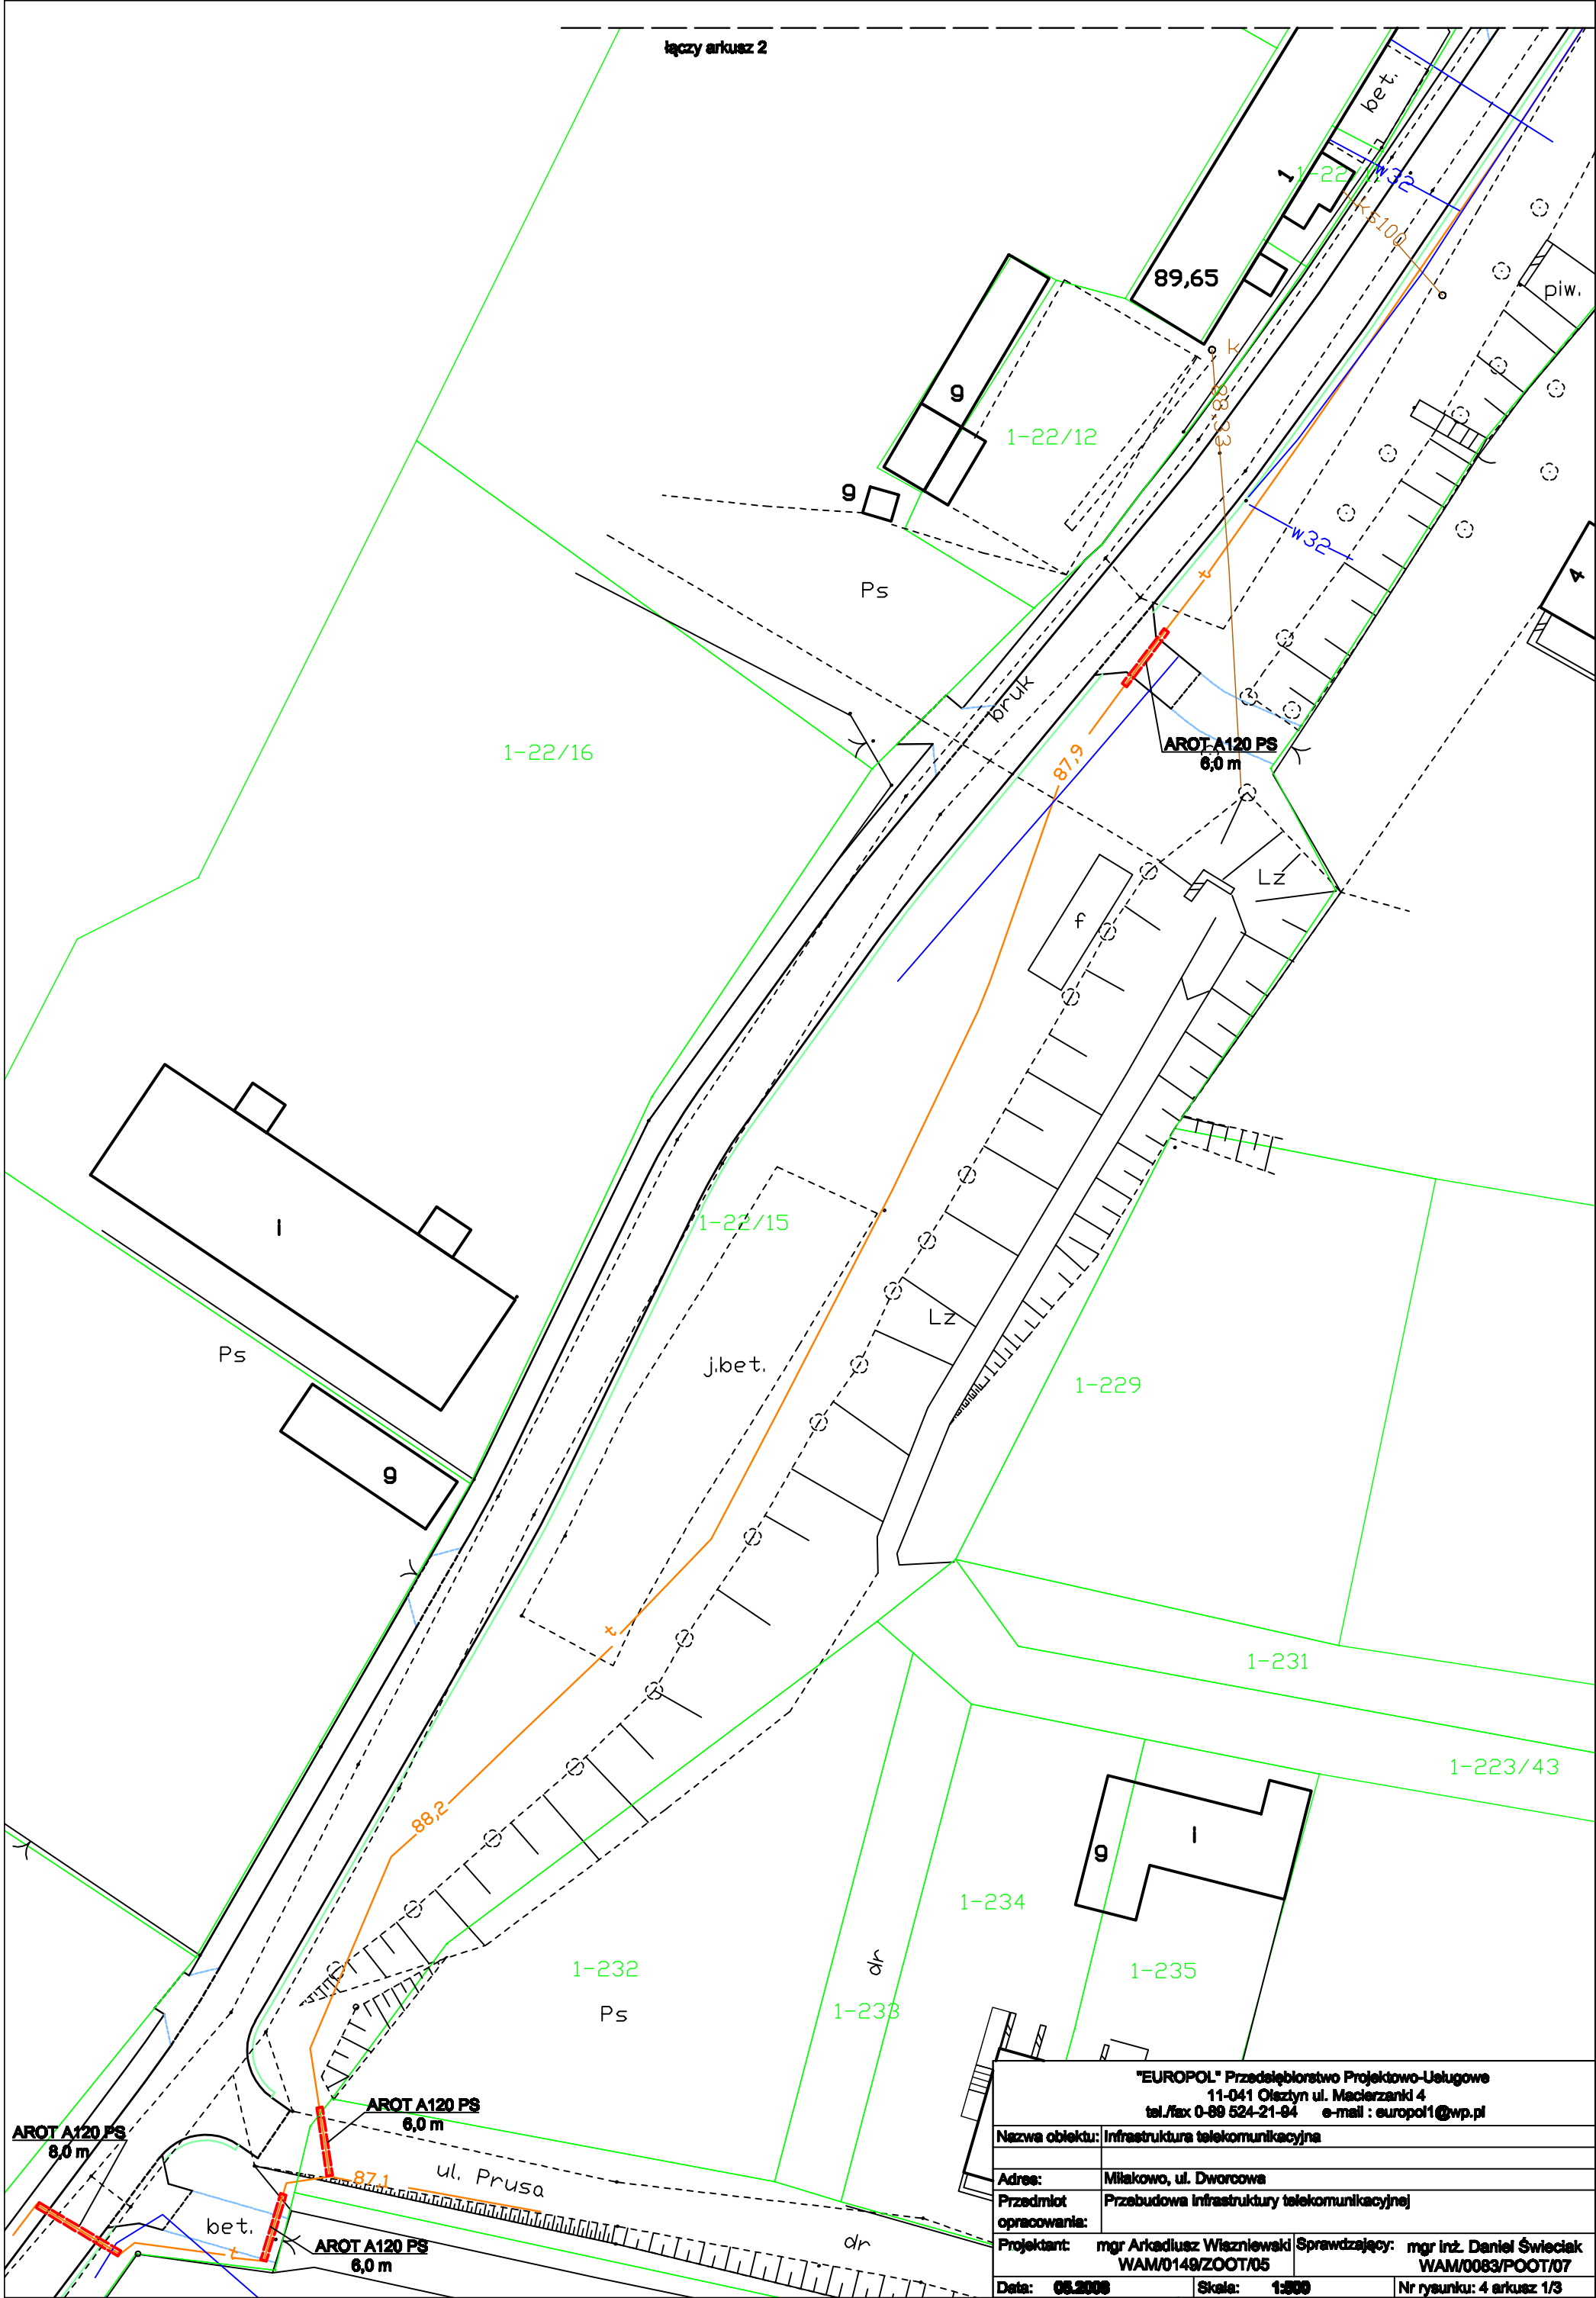 łączy arkusz 2
bet.
1
1-22
w32
ks100
89,65
piw.
k
88.33
g
1-22/12
g
w32
4
Ps
t
bruk
1-22/16
87,9
AROT A120 PS
6,0 m
Lz
f
1-22/15
i
Lz
Ps
j.bet.
1-229
g
t
1-231
1-223/43
88,2
g
i
1-234
dr
1-232
1-235
Ps
1-233
AROT A120 PS
6,0 m
AROT A120 PS
8,0 m
87,1
ul. Prusa
bet.
AROT A120 PS
6,0 m
t
dr
"EUROPOL" Przedsiębiorstwo Projektowo-Usługowe
11-041 Olsztyn ul. Macierzanki 4
tel./fax 0-89 524-21-94 e-mail : europol1@wp.pl
Nazwa obiektu: Infrastruktura telekomunikacyjna
Adres: Miłakowo, ul. Dworcowa
Przedmiot opracowania: Przebudowa infrastruktury telekomunikacyjnej
Projektant: mgr Arkadiusz Wiszniewski Sprawdzający: mgr inż. Daniel Świeciak
WAM/0149/ZOOT/05 WAM/0083/POOT/07
Data: 05.2008 Skala: 1:500 Nr rysunku: 4 arkusz 1/3